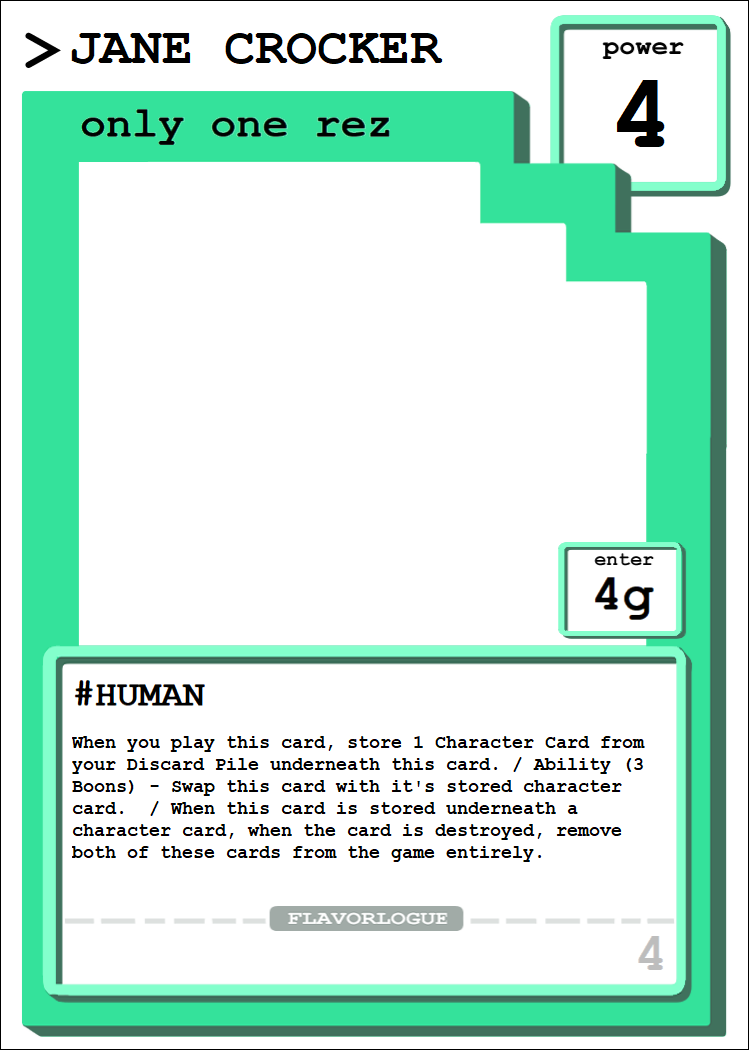 >JANE CROCKER
power
4
only one rez
enter
4g
#HUMAN
When you play this card, store 1 Character Card from
your Discard Pile underneath this card. / Ability (3
Boons) - Swap this card with it's stored character
card.  / When this card is stored underneath a
character card, when the card is destroyed, remove
both of these cards from the game entirely.
FLAVORLOGUE
4